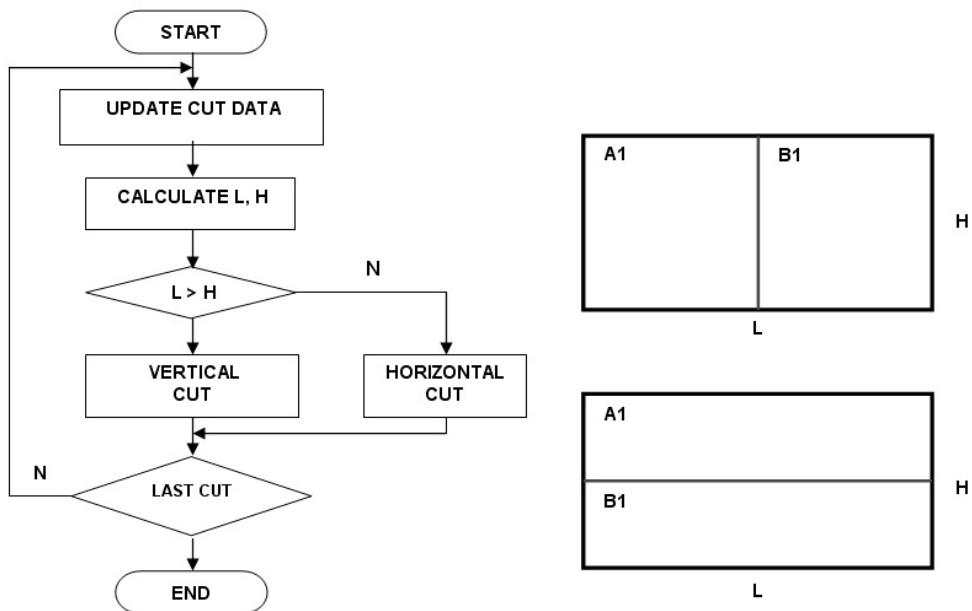 START
UPDATE CUT DATA
CALCULATE L, H
N
L > H
VERTICAL
CUT
HORIZONTAL
CUT
N
LAST CUT
END
A1
B1
H
L
A1
B1
H
L